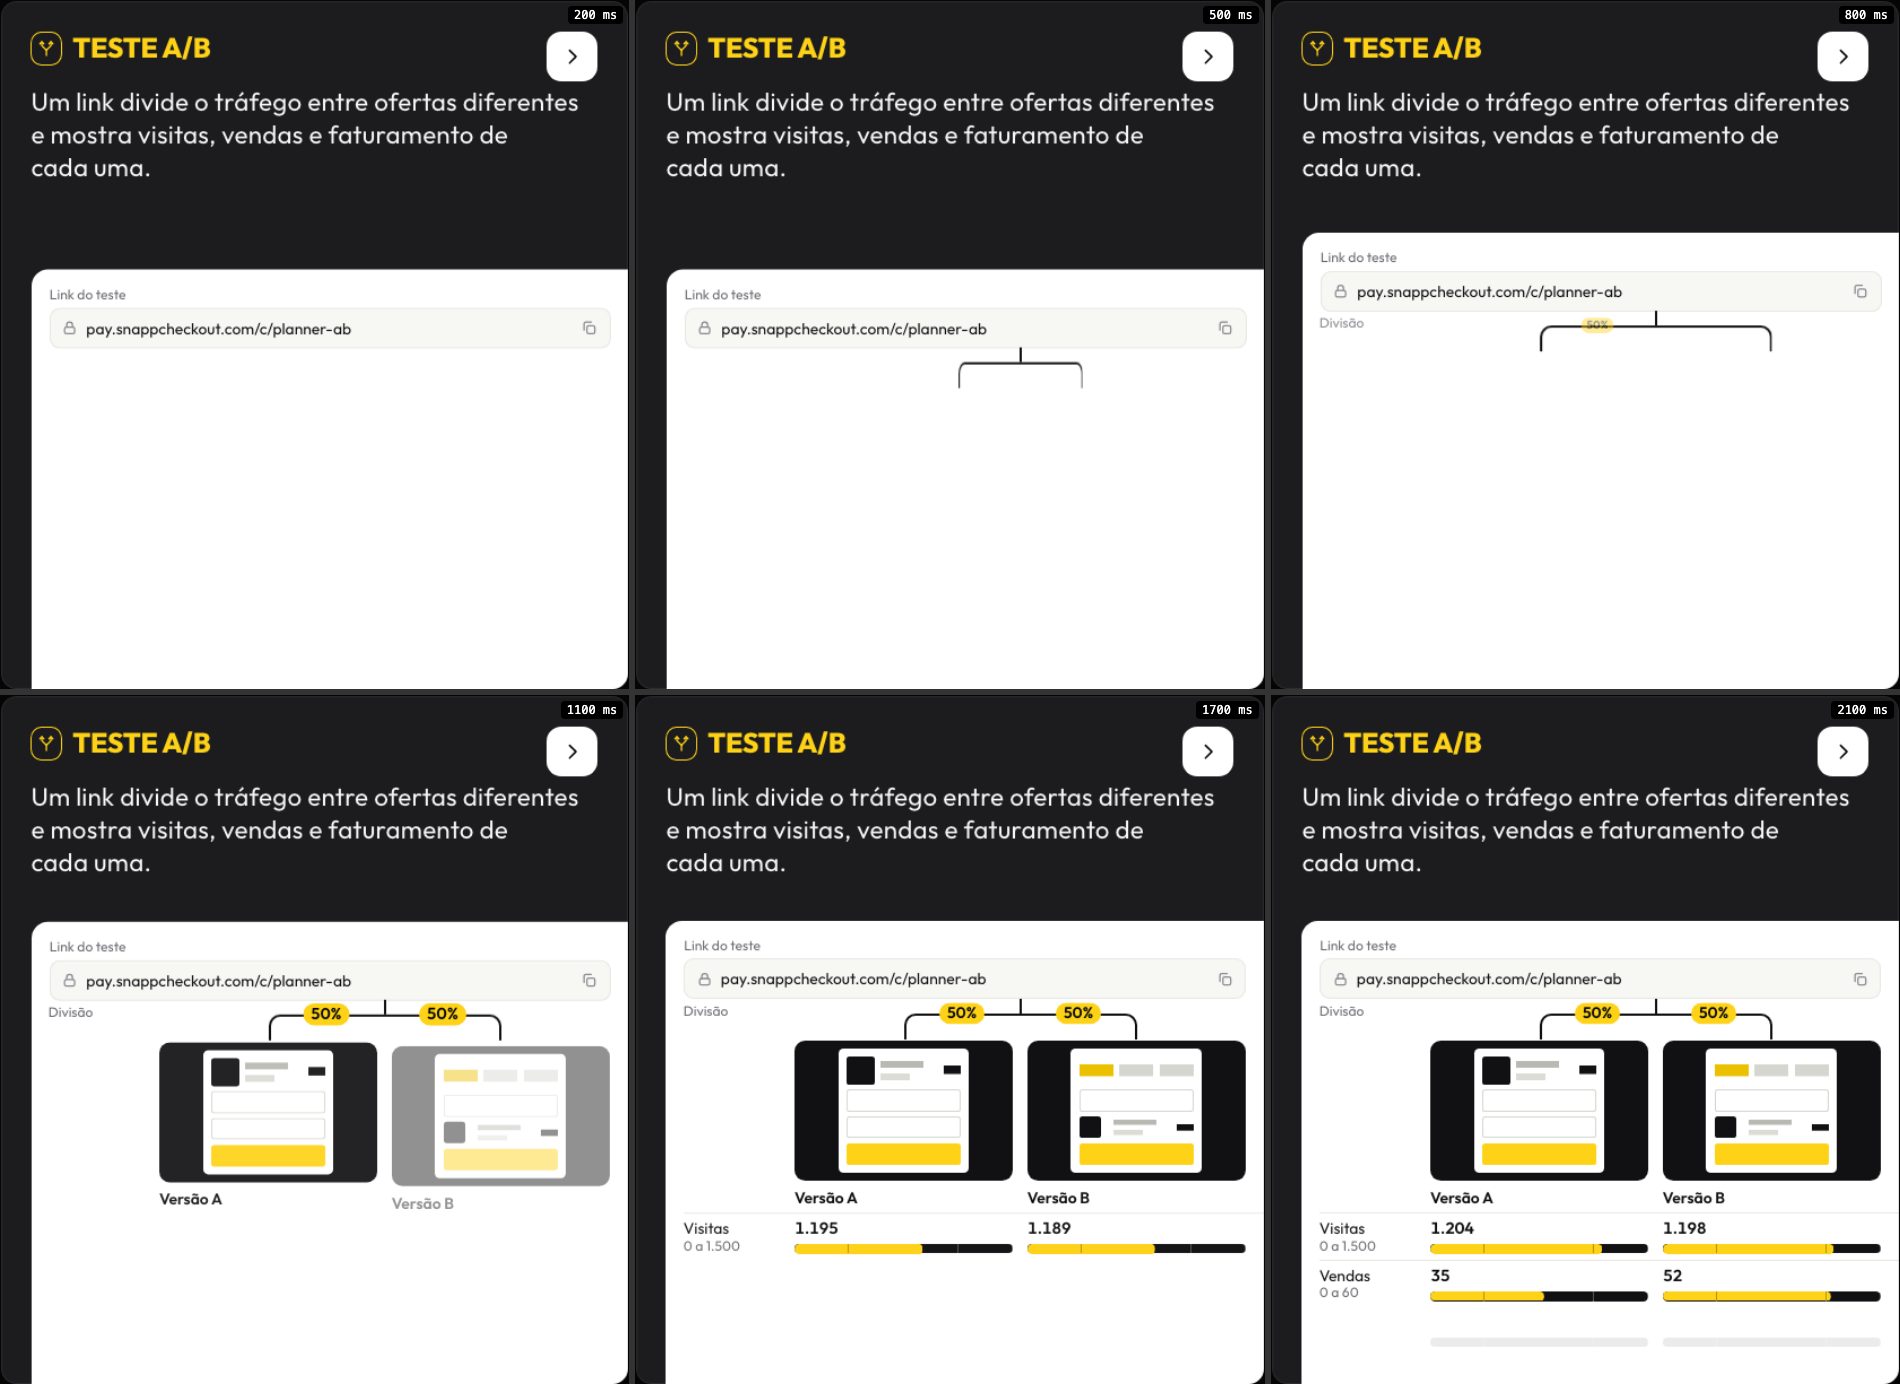 200 ms
TESTE A/B
Um link divide o tráfego entre ofertas diferentes
e mostra visitas, vendas e faturamento de
cada uma.
Link do teste
pay.snappcheckout.com/c/planner-ab
500 ms
TESTE A/B
Um link divide o tráfego entre ofertas diferentes
e mostra visitas, vendas e faturamento de
cada uma.
Link do teste
pay.snappcheckout.com/c/planner-ab
800 ms
TESTE A/B
Um link divide o tráfego entre ofertas diferentes
e mostra visitas, vendas e faturamento de
cada uma.
Link do teste
pay.snappcheckout.com/c/planner-ab
Divisão
50%
1100 ms
TESTE A/B
Um link divide o tráfego entre ofertas diferentes
e mostra visitas, vendas e faturamento de
cada uma.
Link do teste
pay.snappcheckout.com/c/planner-ab
Divisão
50% 50%
Versão A Versão B
1700 ms
TESTE A/B
Um link divide o tráfego entre ofertas diferentes
e mostra visitas, vendas e faturamento de
cada uma.
Link do teste
pay.snappcheckout.com/c/planner-ab
Divisão
50% 50%
Versão A Versão B
Visitas 1.195 1.189
0 a 1.500
2100 ms
TESTE A/B
Um link divide o tráfego entre ofertas diferentes
e mostra visitas, vendas e faturamento de
cada uma.
Link do teste
pay.snappcheckout.com/c/planner-ab
Divisão
50% 50%
Versão A Versão B
Visitas 1.204 1.198
0 a 1.500
Vendas 35 52
0 a 60